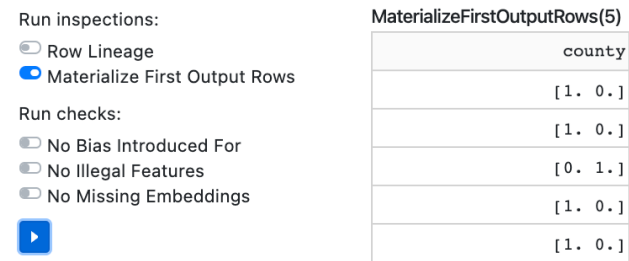 Run inspections:
Row Lineage
Materialize First Output Rows
Run checks:
No Bias Introduced For
No Illegal Features
No Missing Embeddings
MaterializeFirstOutputRows(5)
county
[1. 0.]
[1. 0.]
[0. 1.]
[1. 0.]
[1. 0.]